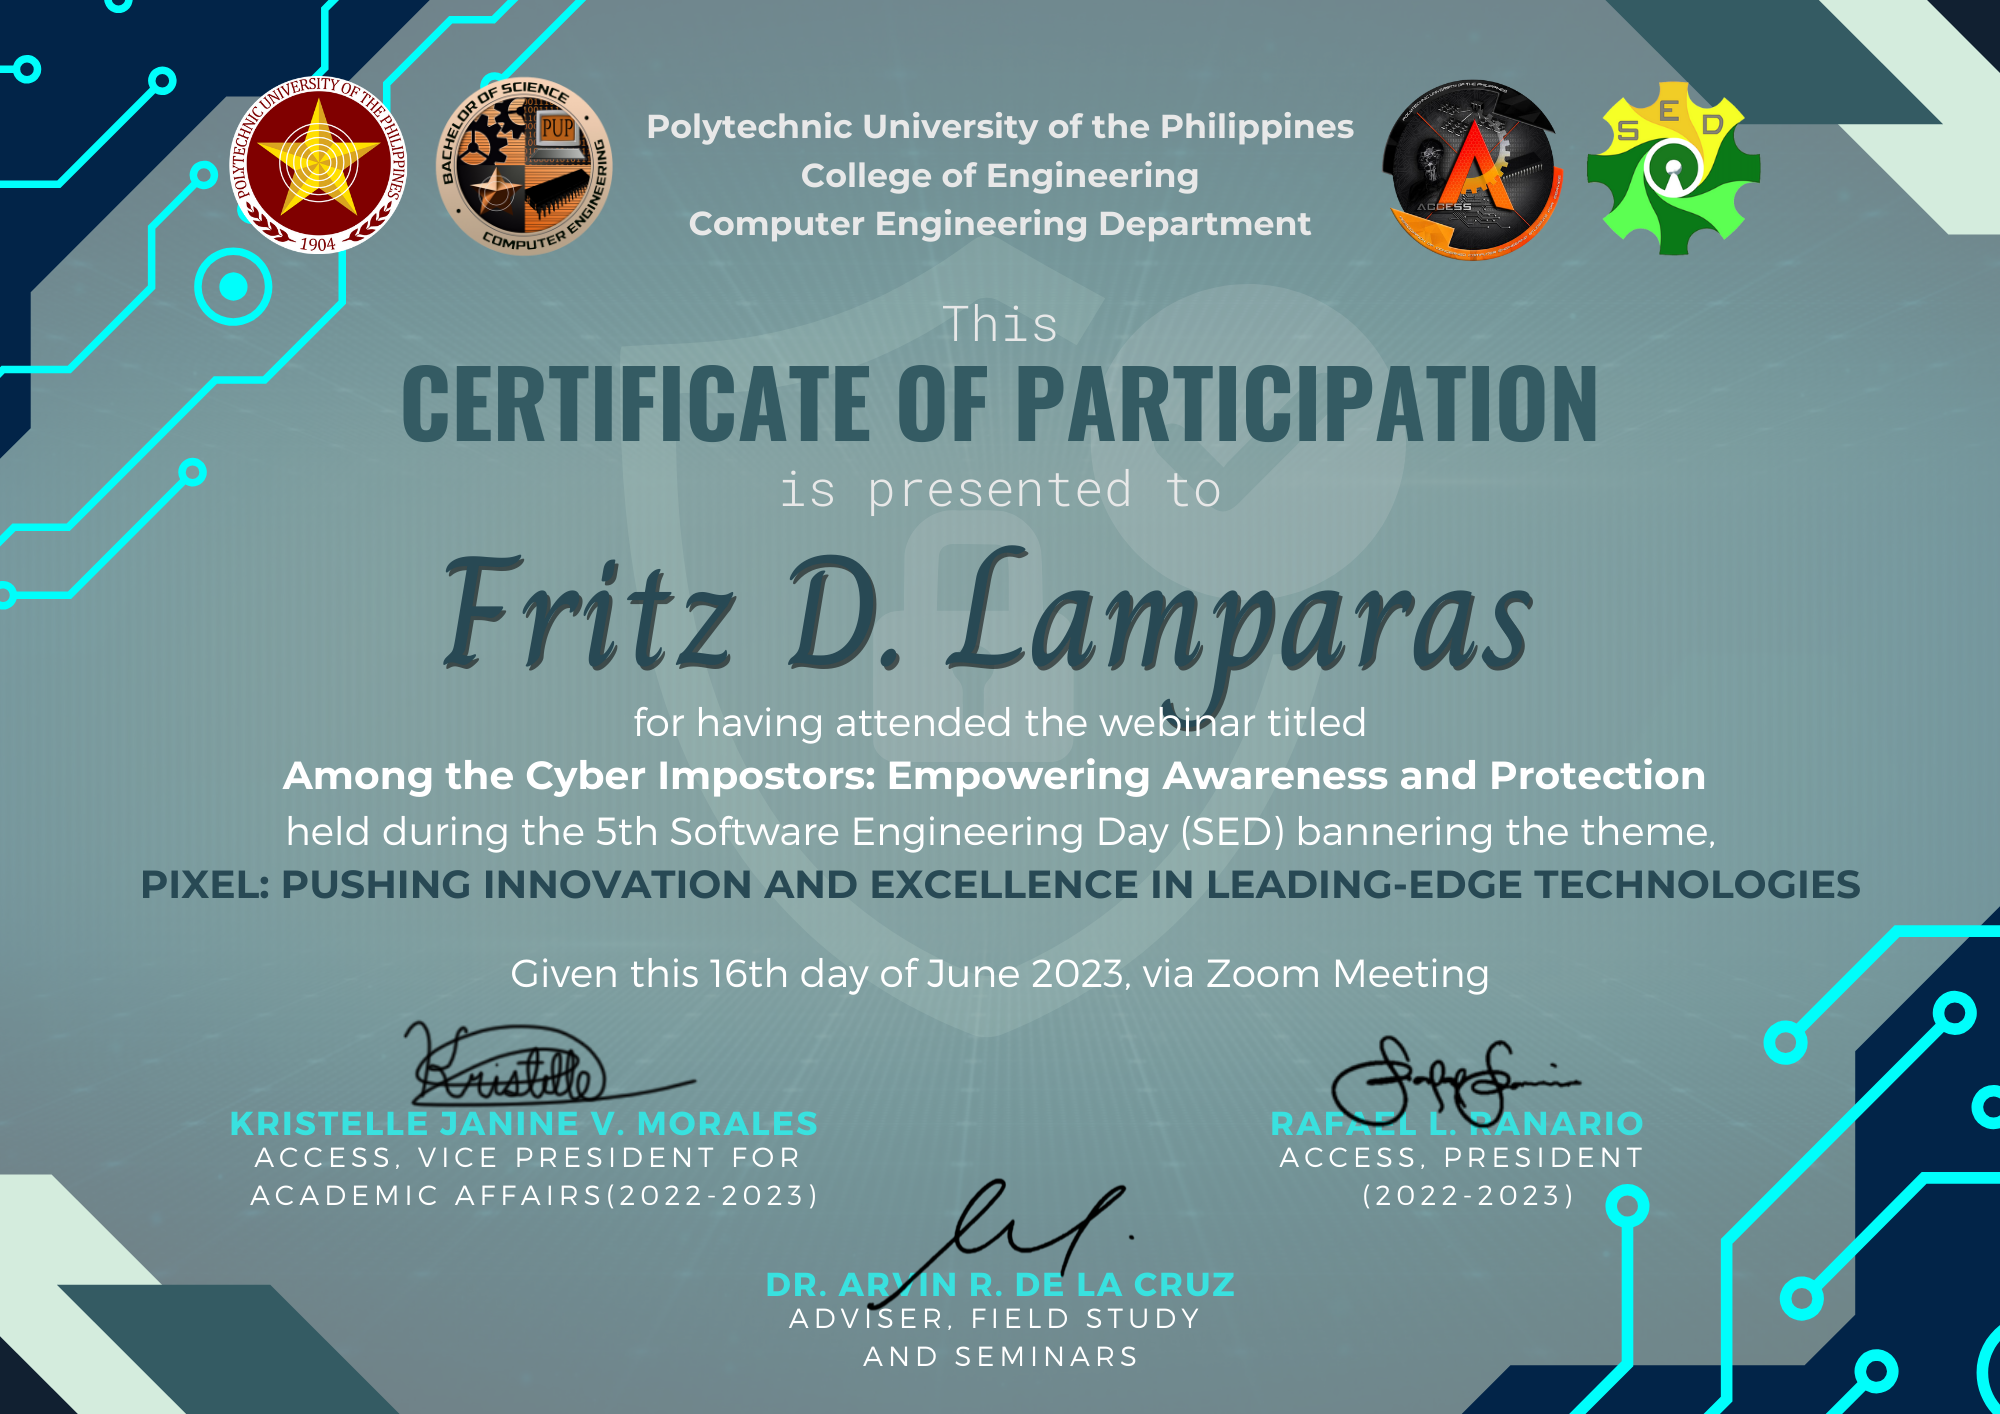 POLYTECHNIC UNIVERSITY OF THE PHILIPPINES
1904
BACHELOR OF SCIENCE
PUP
COMPUTER ENGINEERING
Polytechnic University of the Philippines
College of Engineering
Computer Engineering Department
ACCESS
SED
This
CERTIFICATE OF PARTICIPATION
is presented to
Fritz D. Lamparas
for having attended the webinar titled
Among the Cyber Impostors: Empowering Awareness and Protection
held during the 5th Software Engineering Day (SED) bannering the theme,
PIXEL: PUSHING INNOVATION AND EXCELLENCE IN LEADING-EDGE TECHNOLOGIES
Given this 16th day of June 2023, via Zoom Meeting
Kristelle
KRISTELLE JANINE V. MORALES
ACCESS, VICE PRESIDENT FOR
ACADEMIC AFFAIRS(2022-2023)
RAFAEL L. RANARIO
ACCESS, PRESIDENT
(2022-2023)
DR. ARVIN R. DE LA CRUZ
ADVISER, FIELD STUDY
AND SEMINARS